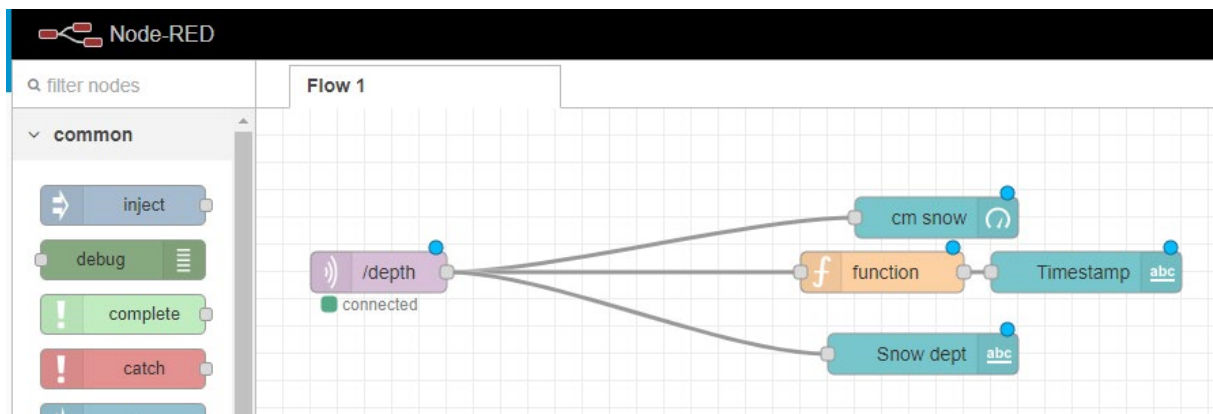 Node-RED
filter nodes
Flow 1
common
inject
debug
complete
catch
/depth
connected
cm snow
f
function
Timestamp
abc
Snow dept
abc